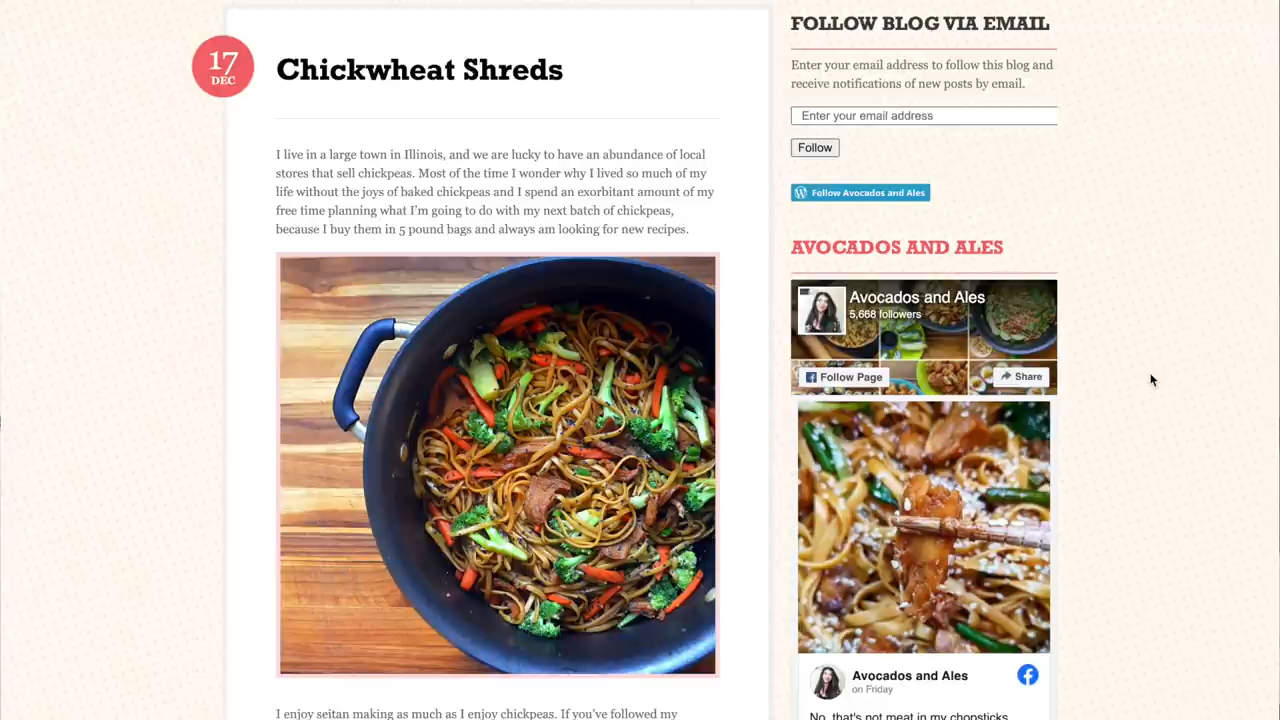 17
DEC
Chickwheat Shreds
I live in a large town in Illinois, and we are lucky to have an abundance of local
stores that sell chickpeas. Most of the time I wonder why I lived so much of my
life without the joys of baked chickpeas and I spend an exorbitant amount of my
free time planning what I'm going to do with my next batch of chickpeas,
because I buy them in 5 pound bags and always am looking for new recipes.
I enjoy seitan making as much as I enjoy chickpeas. If you've followed my
FOLLOW BLOG VIA EMAIL
Enter your email address to follow this blog and
receive notifications of new posts by email.
Enter your email address
Follow
Follow Avocados and Ales
AVOCADOS AND ALES
Avocados and Ales
5,668 followers
Follow Page
Share
Avocados and Ales
on Friday
No, that's not meat in my chopsticks